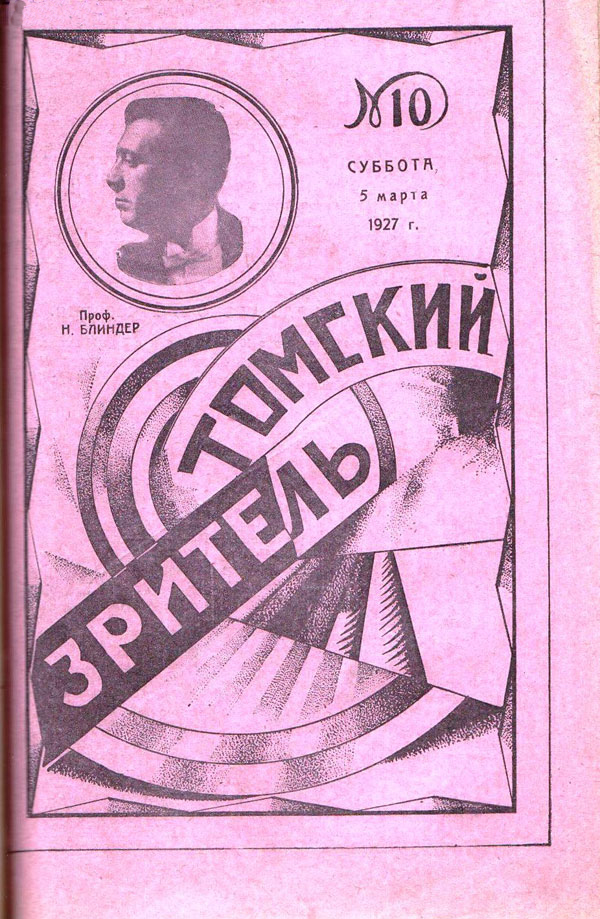 №10
СУББОТА,
5 марта
1927 г.
Проф.
Н. БЛИНДЕР
ТОМСКИЙ
ЗРИТЕЛЬ